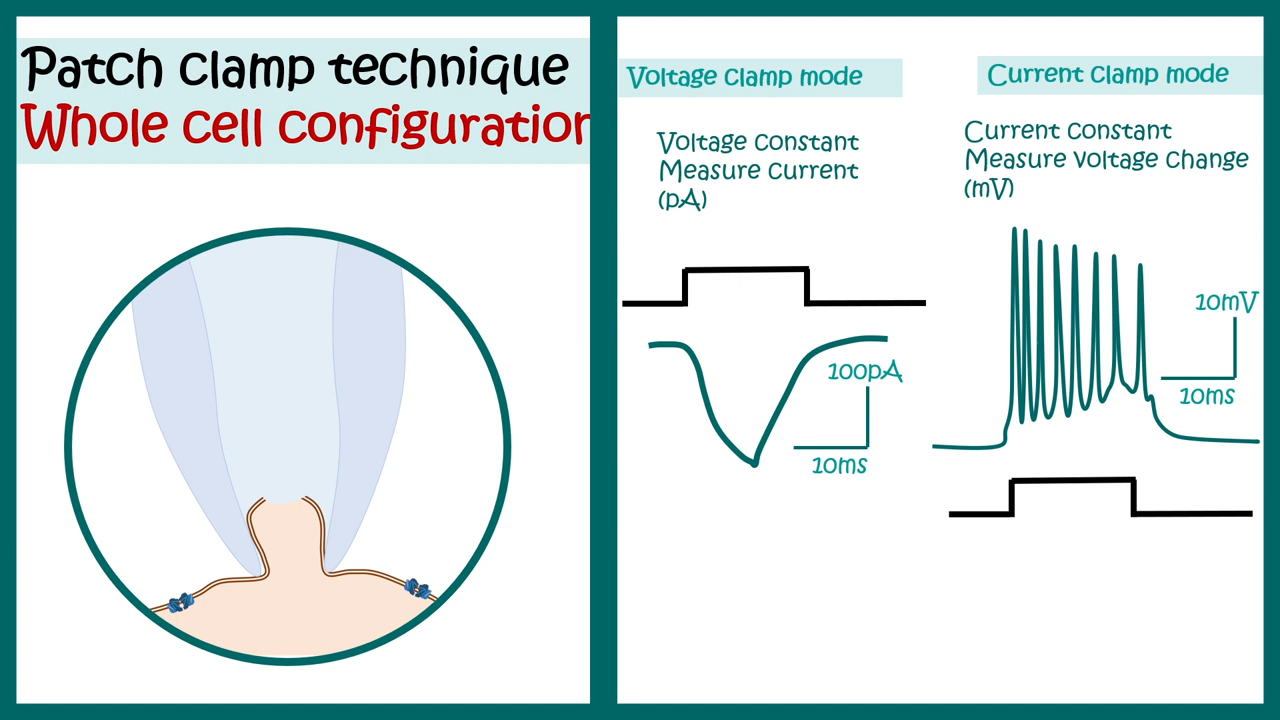 Patch clamp technique
Whole cell configuration
Voltage clamp mode
Voltage constant
Measure current
(pA)
100pA
10ms
Current clamp mode
Current constant
Measure voltage change
(mV)
10mV
10ms